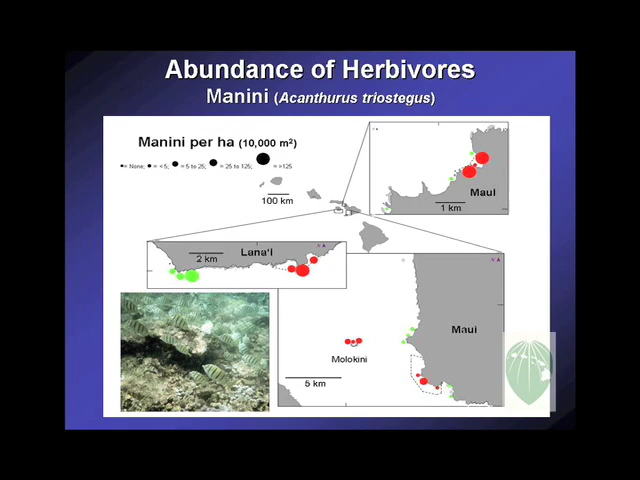 Abundance of Herbivores
Manini (Acanthurus triostegus)
Manini per ha (10,000 m²)
= None; = <5; = 5 to 25; = 25 to 125; = >125
100 km
Maui
1 km
Lana'i
2 km
Maui
Molokini
5 km